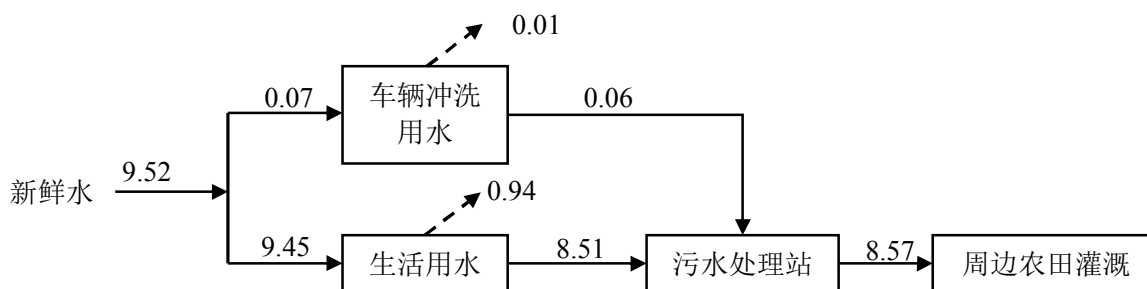 0.01
0.07
车辆冲洗
用水
0.06
新鲜水
9.52
0.94
9.45
生活用水
8.51
污水处理站
8.57
周边农田灌溉